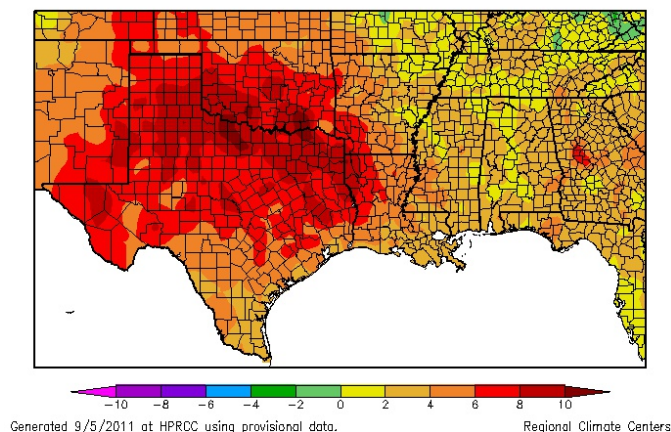 -10 -8 -6 -4 -2 0 2 4 6 8 10
Generated 9/5/2011 at HPRCC using provisional data. Regional Climate Centers